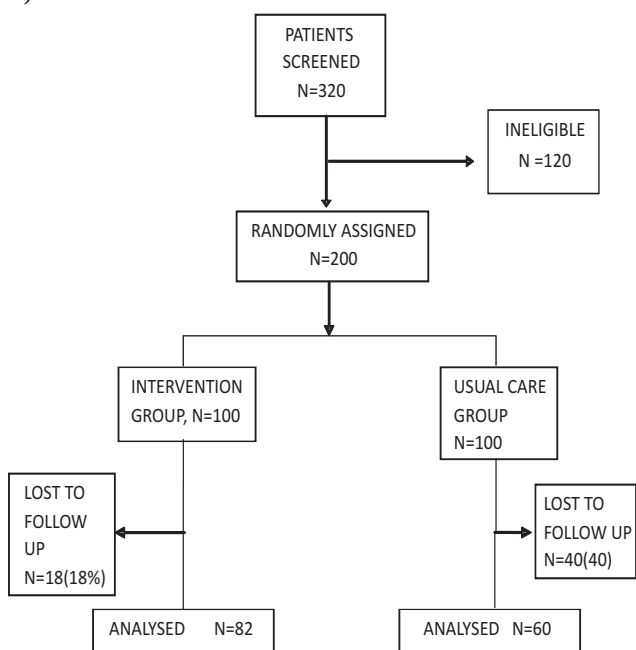 PATIENTS
SCREENED
N=320
INELIGIBLE
N =120
RANDOMLY ASSIGNED
N=200
INTERVENTION
GROUP, N=100
USUAL CARE
GROUP
N=100
LOST TO
FOLLOW
UP
N=18(18%)
LOST TO
FOLLOW UP
N=40(40)
ANALYSED N=82
ANALYSED N=60